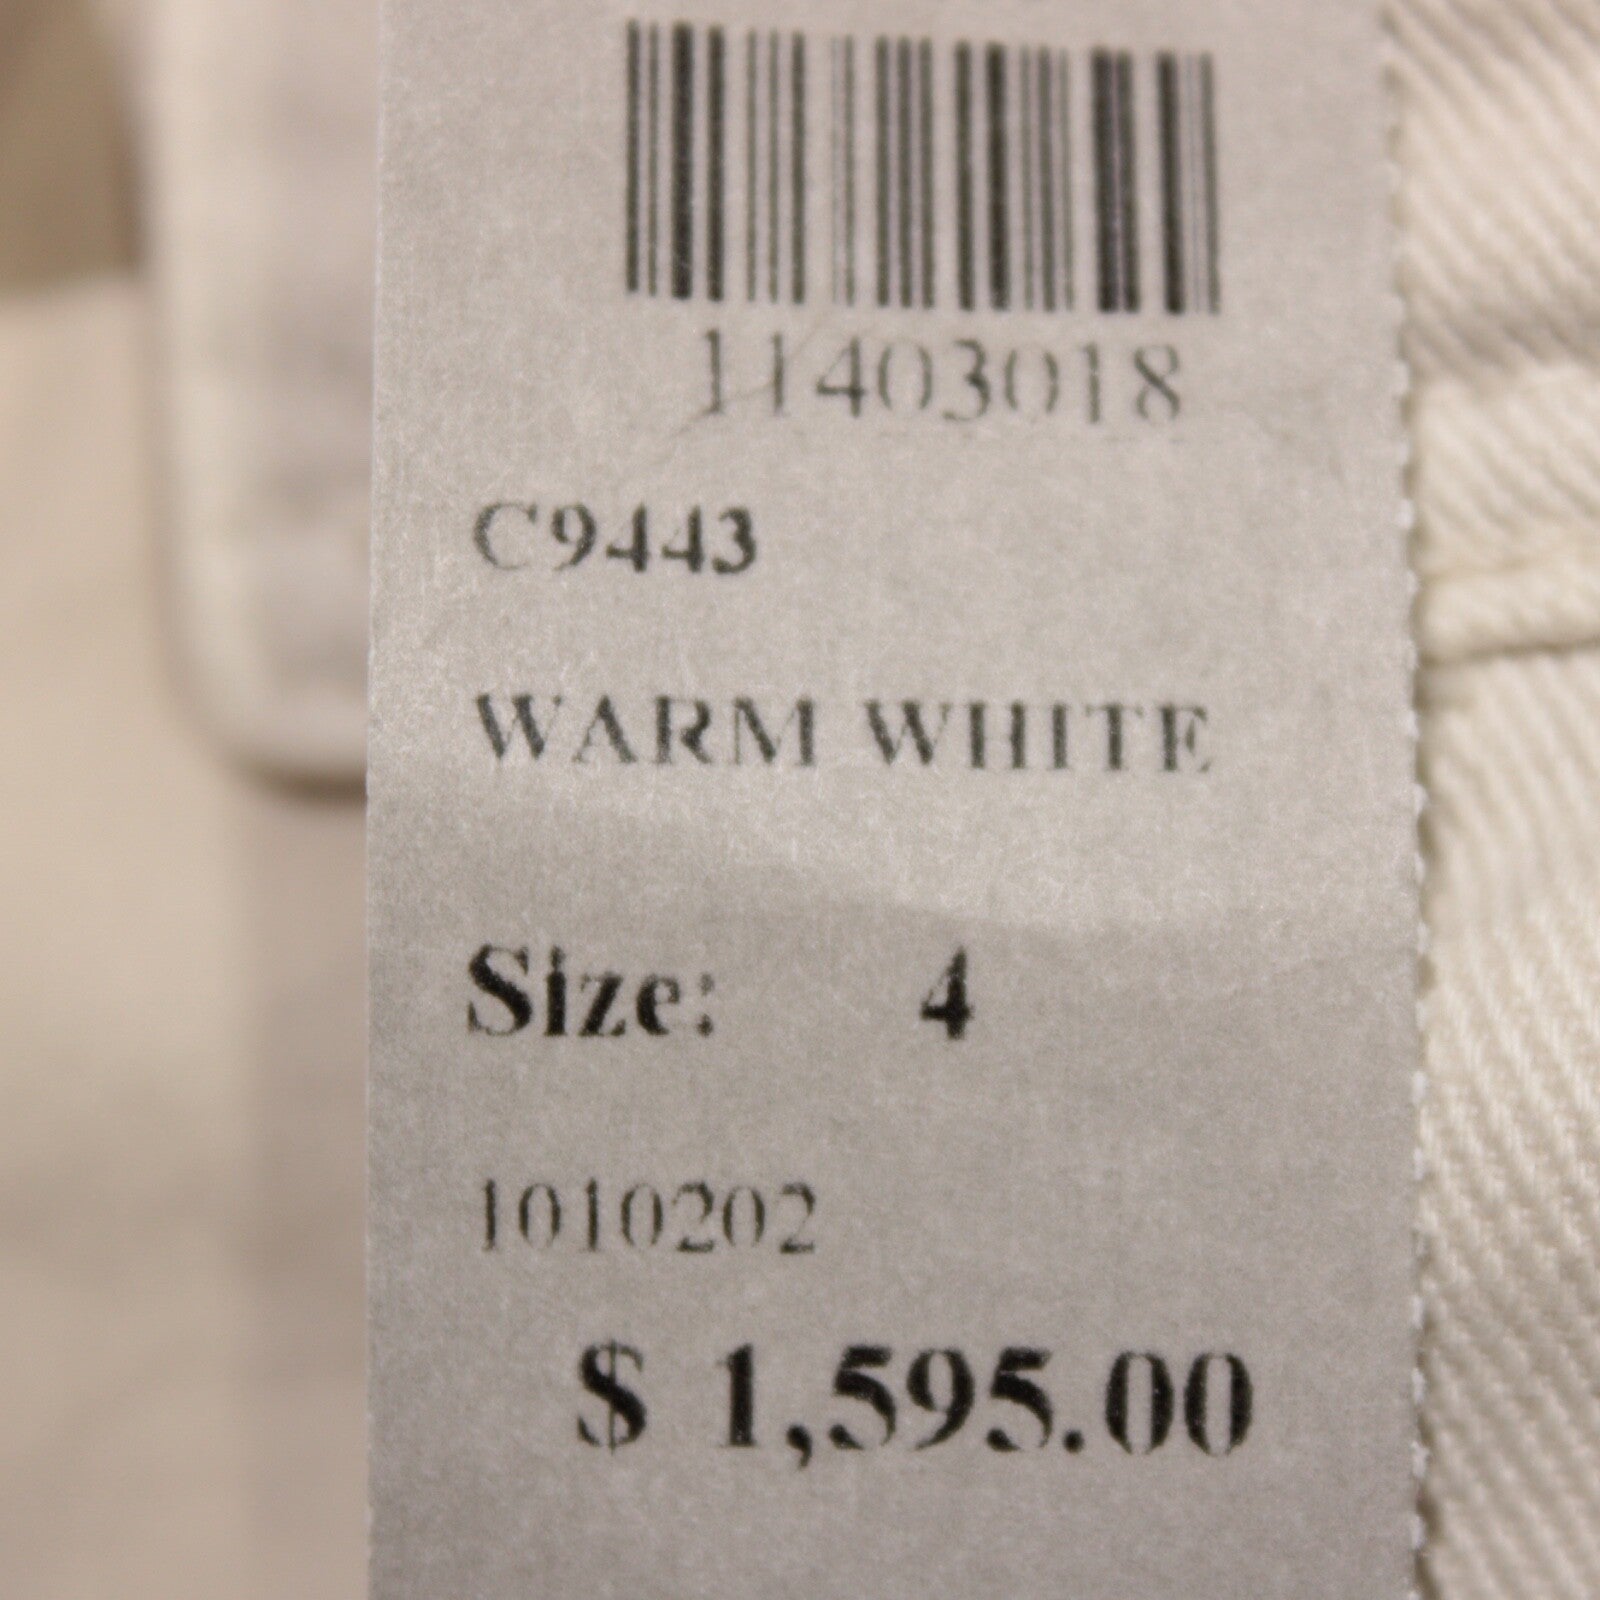 11403018
C9443
WARM WHITE
Size: 4
1010202
$ 1,595.00